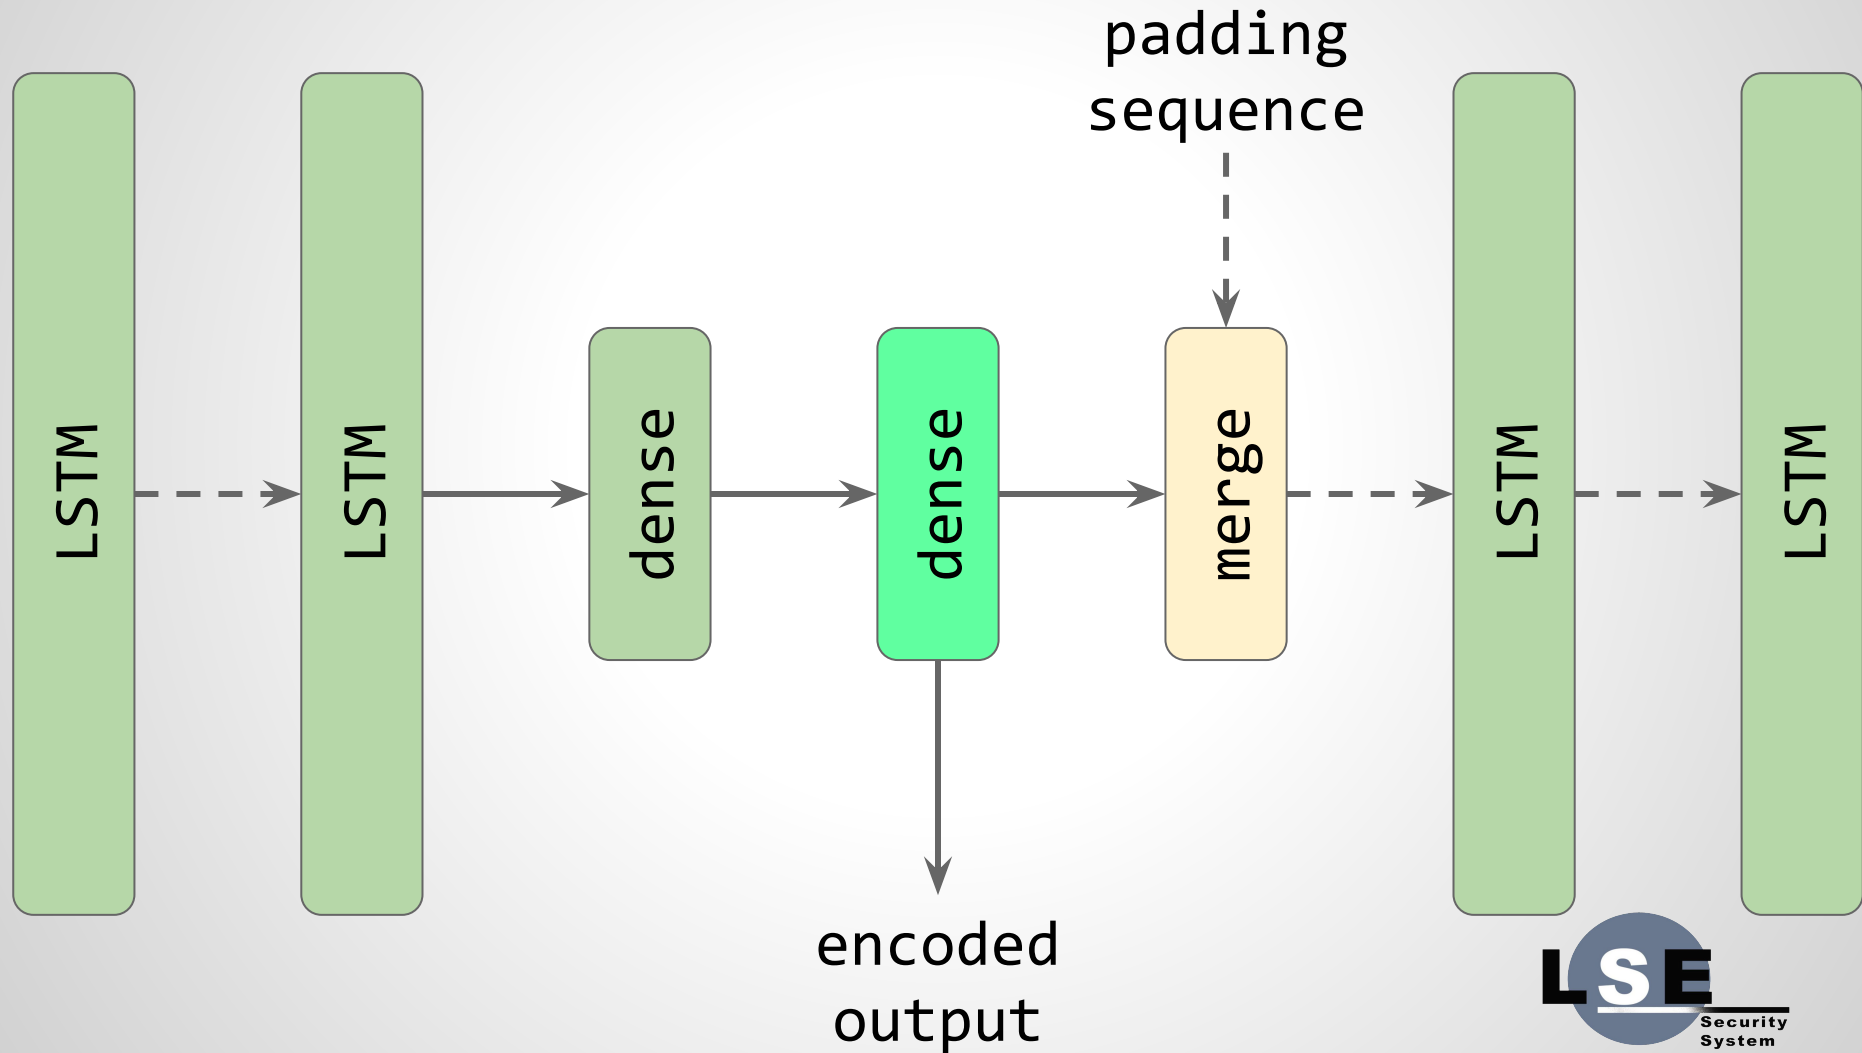 padding
sequence
LSTM
LSTM
dense
dense
merge
LSTM
LSTM
encoded
output
LSE
Security
System